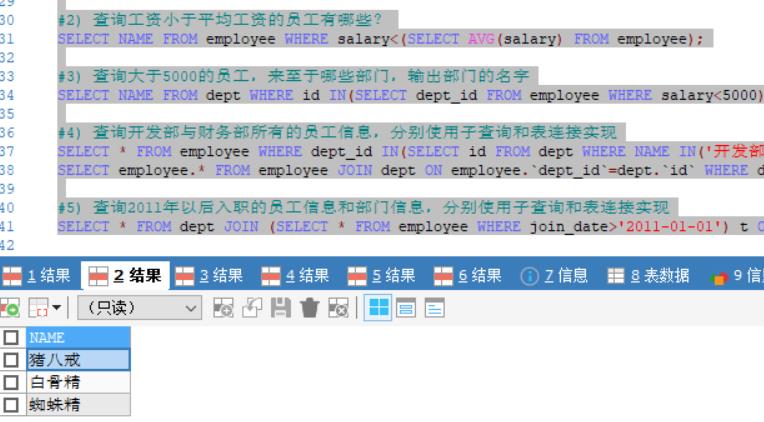 30 #2) 查询工资小于平均工资的员工有哪些?
31 SELECT NAME FROM employee WHERE salary<(SELECT AVG(salary) FROM employee);
32
33 #3) 查询大于5000的员工，来至于哪些部门，输出部门的名字
34 SELECT NAME FROM dept WHERE id IN(SELECT dept_id FROM employee WHERE salary<5000)
35
36 #4) 查询开发部与财务部所有的员工信息，分别使用子查询和表连接实现
37 SELECT * FROM employee WHERE dept_id IN(SELECT id FROM dept WHERE NAME IN('开发部
38 SELECT employee.* FROM employee JOIN dept ON employee.`dept_id`=dept.`id` WHERE d
39
40 #5) 查询2011年以后入职的员工信息和部门信息，分别使用子查询和表连接实现
41 SELECT * FROM dept JOIN (SELECT * FROM employee WHERE join_date>'2011-01-01') t O
42
1 结果 2 结果 3 结果 4 结果 5 结果 6 结果 7 信息 8 表数据 9 信
（只读）
NAME
猪八戒
白骨精
蜘蛛精